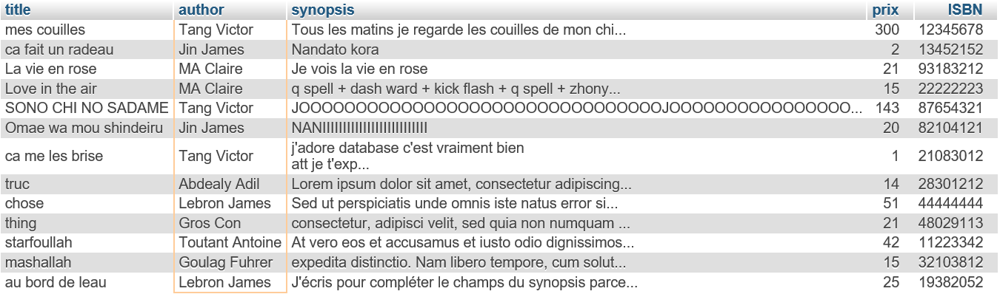 title author synopsis prix ISBN
mes couilles Tang Victor Tous les matins je regarde les couilles de mon chi... 300 12345678
ca fait un radeau Jin James Nandato kora 2 13452152
La vie en rose MA Claire Je vois la vie en rose 21 93183212
Love in the air MA Claire q spell + dash ward + kick flash + q spell + zhony... 15 22222223
SONO CHI NO SADAME Tang Victor JOOOOOOOOOOOOOOOOOOOOOOOOOOOOOOOOJOOOOOOOOOOOOOOOO... 143 87654321
Omae wa mou shindeiru Jin James NANIIIIIIIIIIIIIIIIIIIIIIIIII 20 82104121
ca me les brise Tang Victor j'adore database c'est vraiment bien 1 21083012
att je t'exp...
truc Abdealy Adil Lorem ipsum dolor sit amet, consectetur adipiscing... 14 28301212
chose Lebron James Sed ut perspiciatis unde omnis iste natus error si... 51 44444444
thing Gros Con consectetur, adipisci velit, sed quia non numquam ... 21 48029113
starfoullah Toutant Antoine At vero eos et accusamus et iusto odio dignissimos... 42 11223342
mashallah Goulag Fuhrer expedita distinctio. Nam libero tempore, cum solut... 15 32103812
au bord de leau Lebron James J'écris pour compléter le champs du synopsis parce... 25 19382052